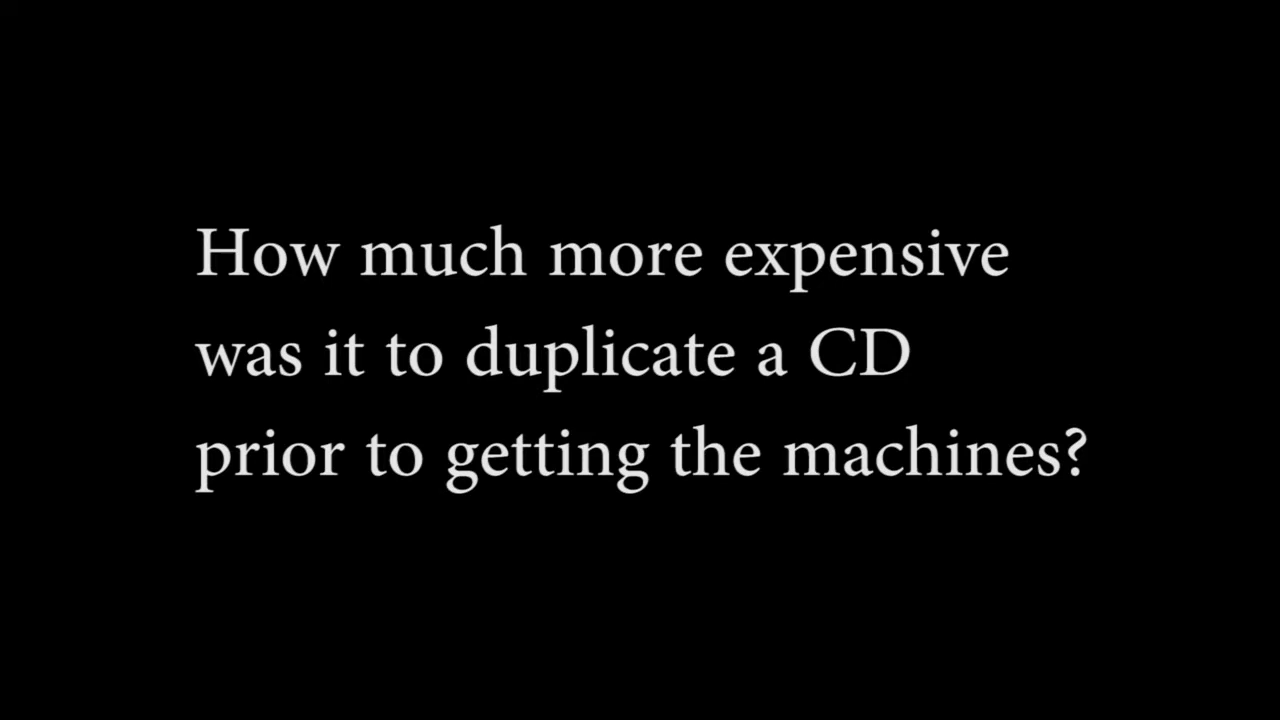 How much more expensive
was it to duplicate a CD
prior to getting the machines?